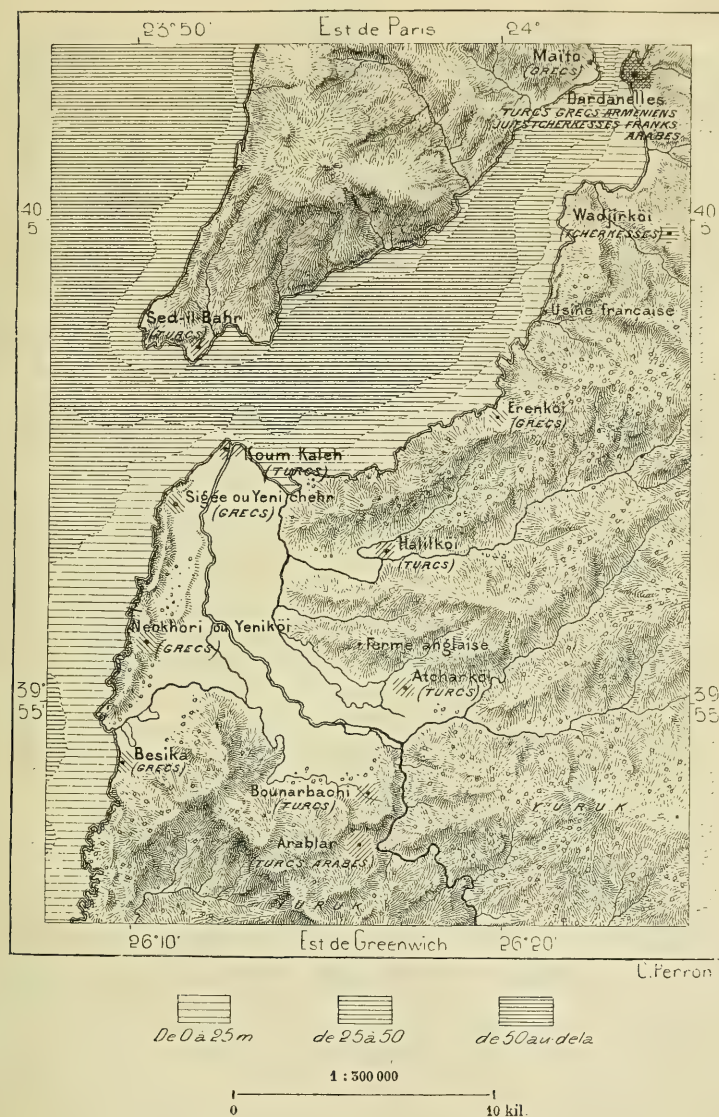 23°50'
Est de Paris
24°
Maïto
(GRECS)
Dardanelles
TURCS GRECS ARMENIENS
JUIFS TCHERKESSES FRANKS
ARABES
40
5'
40
5'
Wadjirkoï
(TCHERKESSES)
Usine française
Sed-il-Bahr
(TURCS)
Erenkoï
(GRECS)
Koum Kaleh
(TURCS)
Sigée ou Yenichehr
(GRECS)
Halilkoï
(TURCS)
Neokhori ou Yenikoï
(GRECS)
Ferme anglaise
Atcharkoï
(TURCS)
39
55'
39
55'
Besika
(GRECS)
Bounarbachi
(TURCS)
YURUK
Arablar
(TURCS ARABES)
YURUK
26°10'
Est de Greenwich
26°20'
C. Perron
De 0 à 25 m
de 25 à 50
de 50 au-dela
1 : 300 000
0
10 kil.